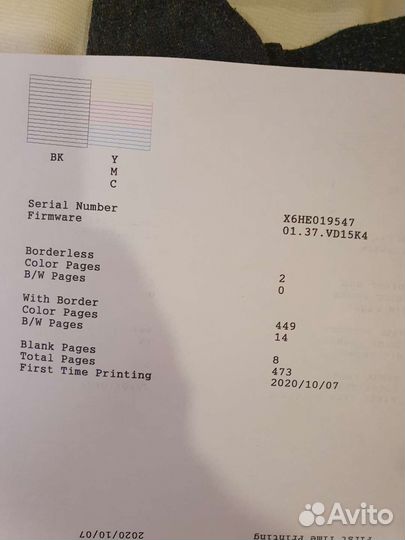 BK Y
M
C
Serial Number X6HE019547
Firmware 01.37.VD15K4
Borderless
Color Pages 2
B/W Pages 0
With Border
Color Pages 449
B/W Pages 14
Blank Pages 8
Total Pages 473
First Time Printing 2020/10/07
2020/10/07 First Time Printing
Avito